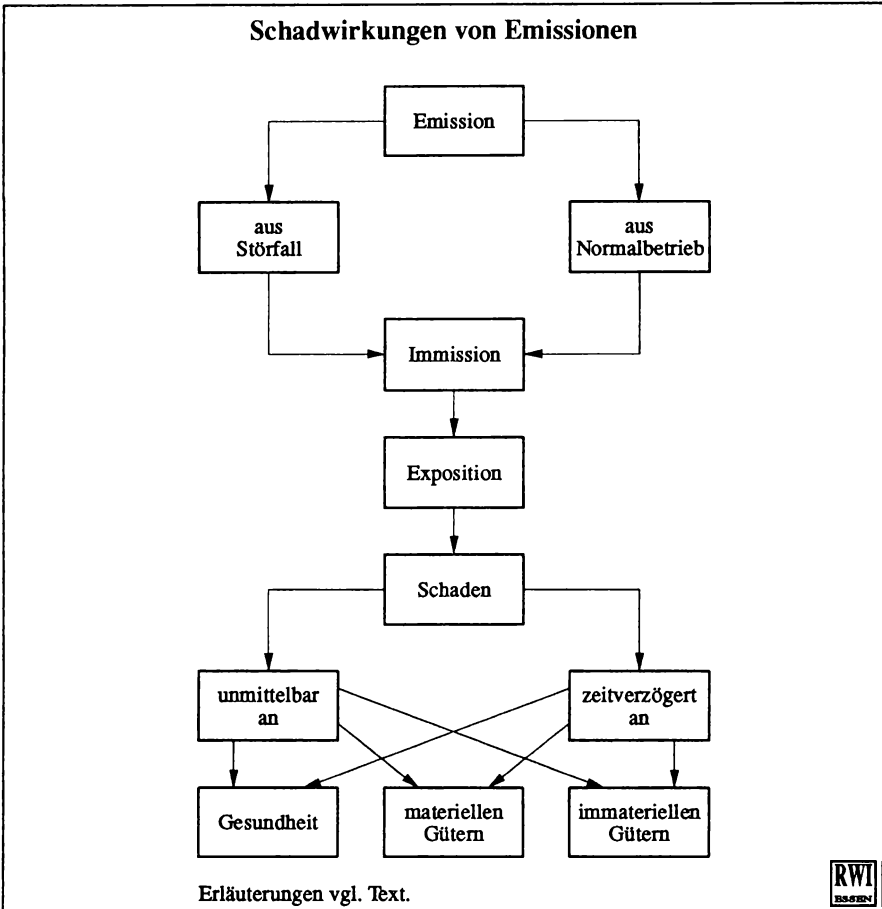 Schadwirkungen von Emissionen
Emission
aus
Störfall
aus
Normalbetrieb
Immission
Exposition
Schaden
unmittelbar
an
zeitverzögert
an
Gesundheit
materiellen
Gütern
immateriellen
Gütern
Erläuterungen vgl. Text.
RWI
ESSEN